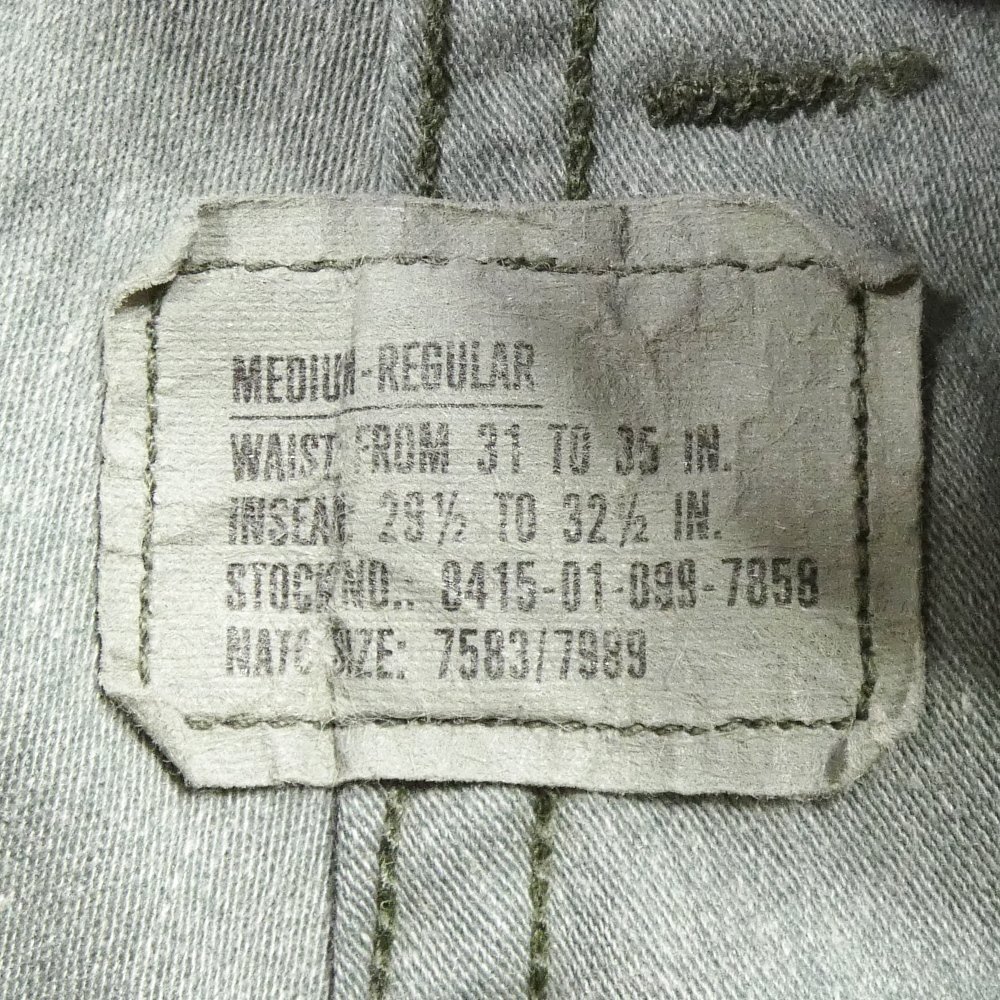 MEDIUM-REGULAR
WAIST FROM 31 TO 35 IN.
INSEAM 29½ TO 32½ IN.
STOCK NO.. 8415-01-099-7858
NATO SIZE: 7583/7989